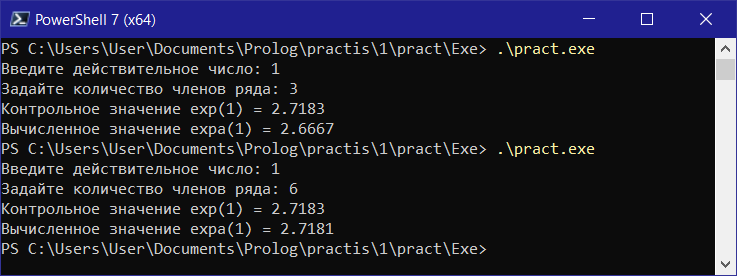 PowerShell 7 (x64)
PS C:\Users\User\Documents\Prolog\practis\1\pract\Exe> .\pract.exe
Введите действительное число: 1
Задайте количество членов ряда: 3
Контрольное значение exp(1) = 2.7183
Вычисленное значение expa(1) = 2.6667
PS C:\Users\User\Documents\Prolog\practis\1\pract\Exe> .\pract.exe
Введите действительное число: 1
Задайте количество членов ряда: 6
Контрольное значение exp(1) = 2.7183
Вычисленное значение expa(1) = 2.7181
PS C:\Users\User\Documents\Prolog\practis\1\pract\Exe>